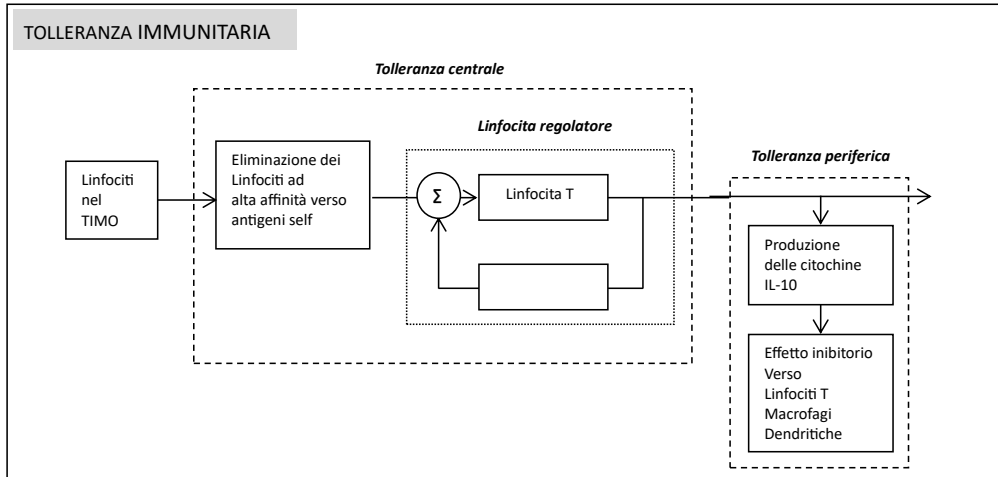 TOLLERANZA IMMUNITARIA
Tolleranza centrale
Linfocita regolatore
Tolleranza periferica
Linfociti
nel
TIMO
Eliminazione dei
Linfociti ad
alta affinità verso
antigeni self
Σ
Linfocita T
Produzione
delle citochine
IL-10
Effetto inibitorio
Verso
Linfociti T
Macrofagi
Dendritiche